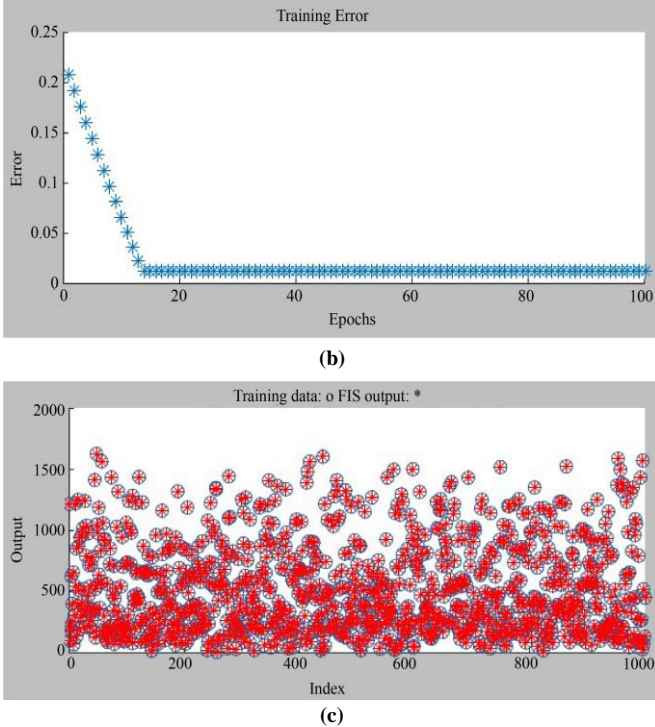 Training Error
0.25
0.2
0.15
0.1
0.05
0
Error
0 20 40 60 80 100
Epochs
(b)
Training data: o FIS output: *
2000
1500
1000
500
0
Output
0 200 400 600 800 1000
Index
(c)